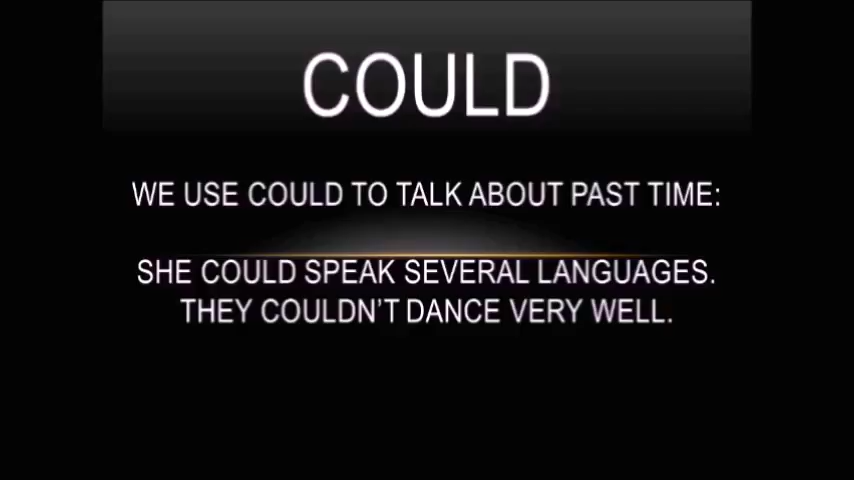 COULD
WE USE COULD TO TALK ABOUT PAST TIME:
SHE COULD SPEAK SEVERAL LANGUAGES.
THEY COULDN’T DANCE VERY WELL.